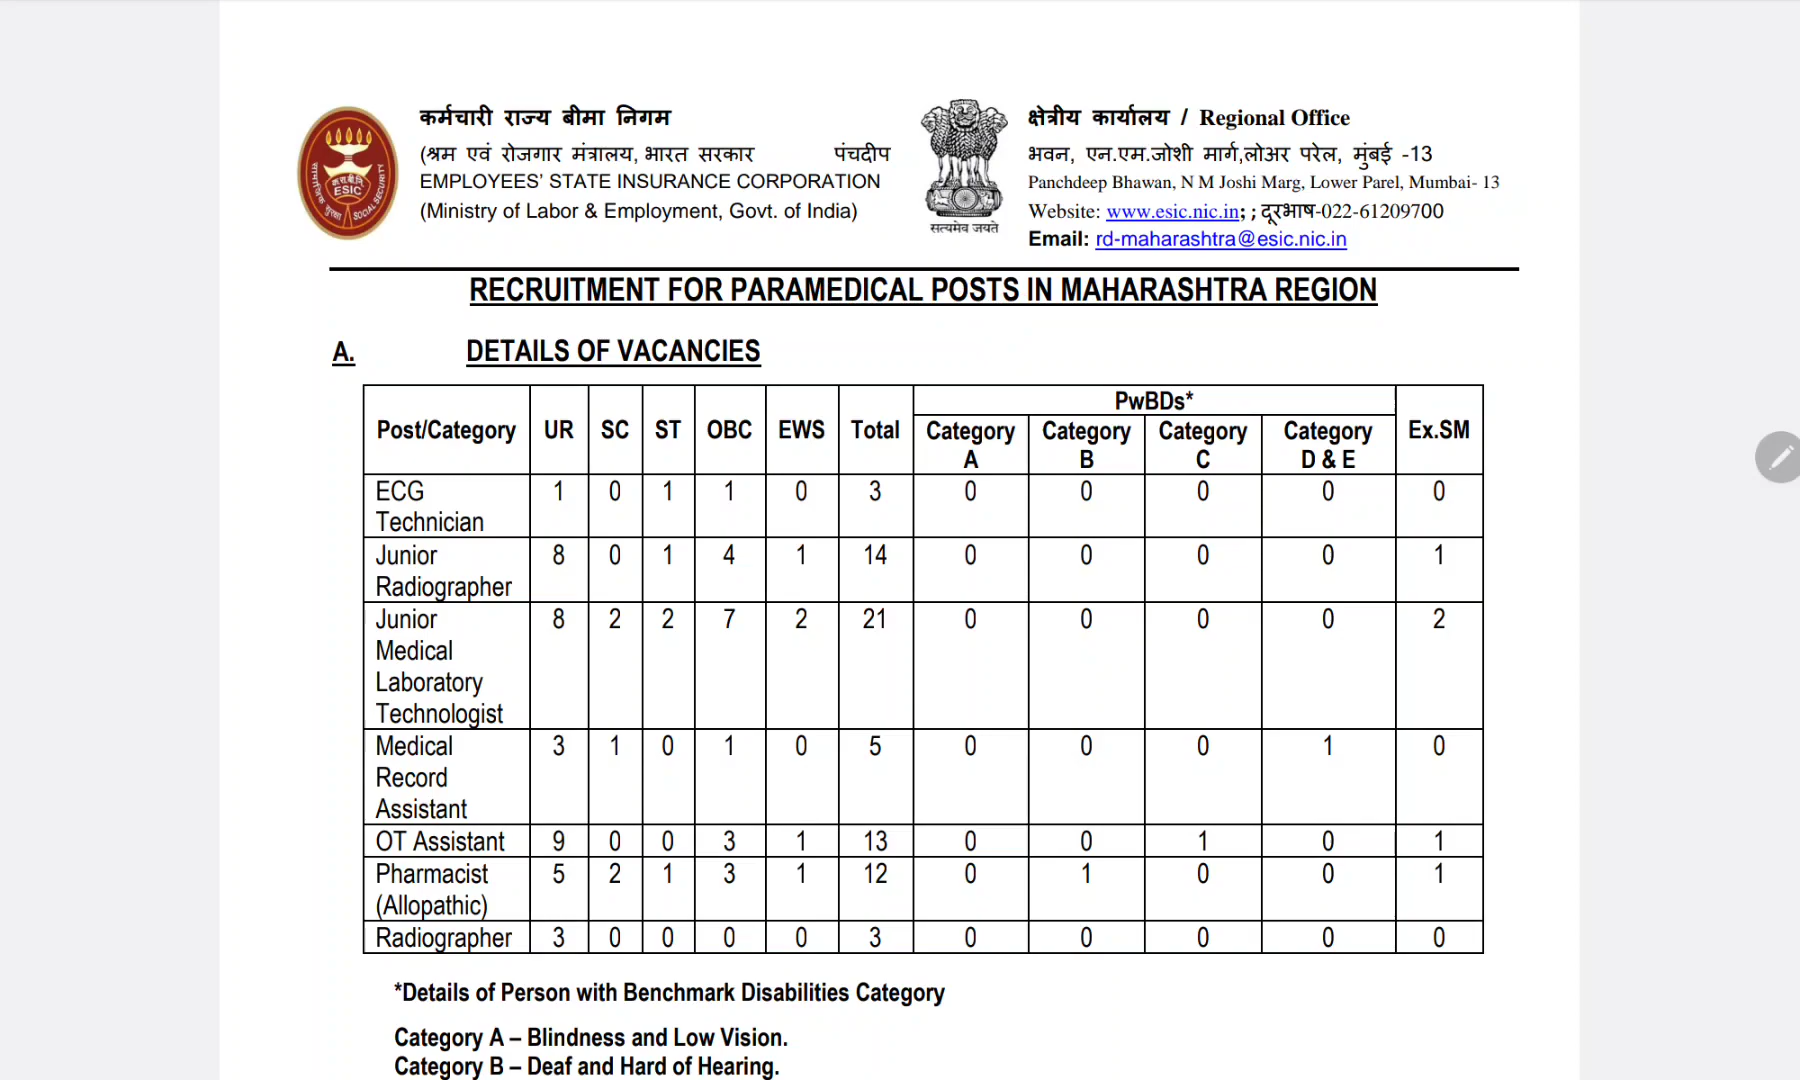 कर्मचारी राज्य बीमा निगम
(श्रम एवं रोजगार मंत्रालय, भारत सरकार पंचदीप
EMPLOYEES' STATE INSURANCE CORPORATION
(Ministry of Labor & Employment, Govt. of India)
क.रा.बी.नि
ESIC
सामाजिक सुरक्षा
SOCIAL SECURITY
सत्यमेव जयते
क्षेत्रीय कार्यालय / Regional Office
भवन, एन.एम.जोशी मार्ग,लोअर परेल, मुंबई -13
Panchdeep Bhawan, N M Joshi Marg, Lower Parel, Mumbai- 13
Website: www.esic.nic.in; ; दूरभाष-022-61209700
Email: rd-maharashtra@esic.nic.in
RECRUITMENT FOR PARAMEDICAL POSTS IN MAHARASHTRA REGION
A. DETAILS OF VACANCIES
PwBDs*
Post/Category UR SC ST OBC EWS Total Category A Category B Category C Category D & E Ex.SM
ECG Technician 1 0 1 1 0 3 0 0 0 0 0
Junior Radiographer 8 0 1 4 1 14 0 0 0 0 1
Junior Medical Laboratory Technologist 8 2 2 7 2 21 0 0 0 0 2
Medical Record Assistant 3 1 0 1 0 5 0 0 0 1 0
OT Assistant 9 0 0 3 1 13 0 0 1 0 1
Pharmacist (Allopathic) 5 2 1 3 1 12 0 1 0 0 1
Radiographer 3 0 0 0 0 3 0 0 0 0 0
*Details of Person with Benchmark Disabilities Category
Category A – Blindness and Low Vision.
Category B – Deaf and Hard of Hearing.